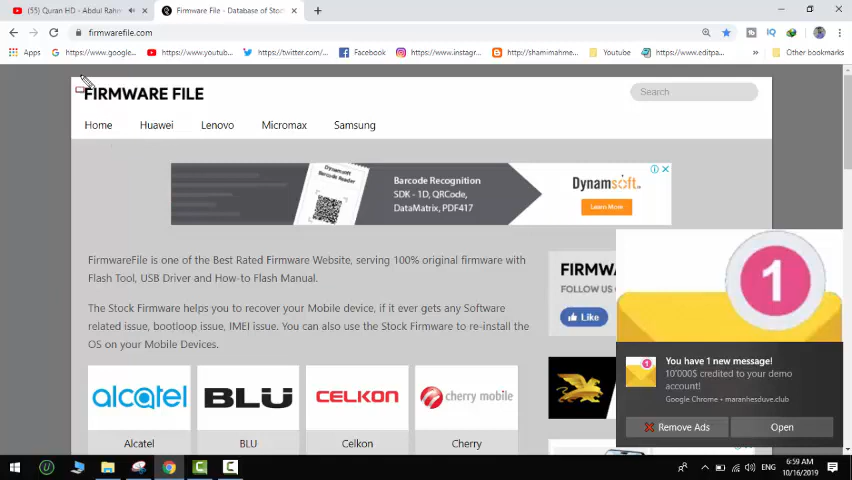 (55) Quran HD - Abdul Rahm
Firmware File - Database of Stoc
firmwarefile.com
Apps
https://www.google...
https://www.youtub...
https://twitter.com/...
Facebook
https://www.instagr...
http://shamimahme...
Youtube
https://www.editpa...
Other bookmarks
FIRMWARE FILE
Search
Home
Huawei
Lenovo
Micromax
Samsung
Barcode Recognition
SDK - 1D, QRCode,
DataMatrix, PDF417
Dynamsoft
Learn More
FirmwareFile is one of the Best Rated Firmware Website, serving 100% original firmware with
Flash Tool, USB Driver and How-to Flash Manual.
The Stock Firmware helps you to recover your Mobile device, if it ever gets any Software
related issue, bootloop issue, IMEI issue. You can also use the Stock Firmware to re-install the
OS on your Mobile Devices.
FIRMW
FOLLOW US
Like
1
You have 1 new message!
10'000$ credited to your demo
account!
Google Chrome • maranhesduve.club
Remove Ads
Open
alcatel
BLU
CELKON
cherry mobile
Alcatel
BLU
Celkon
Cherry
ENG
6:59 AM
10/16/2019